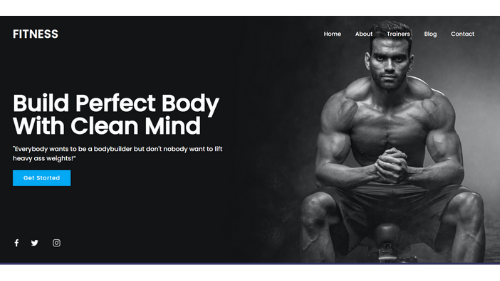 FITNESS
Home About Trainers Blog Contact
Build Perfect Body
With Clean Mind
"Everybody wants to be a bodybuilder but don't nobody want to lift
heavy ass weights!"
Get Started